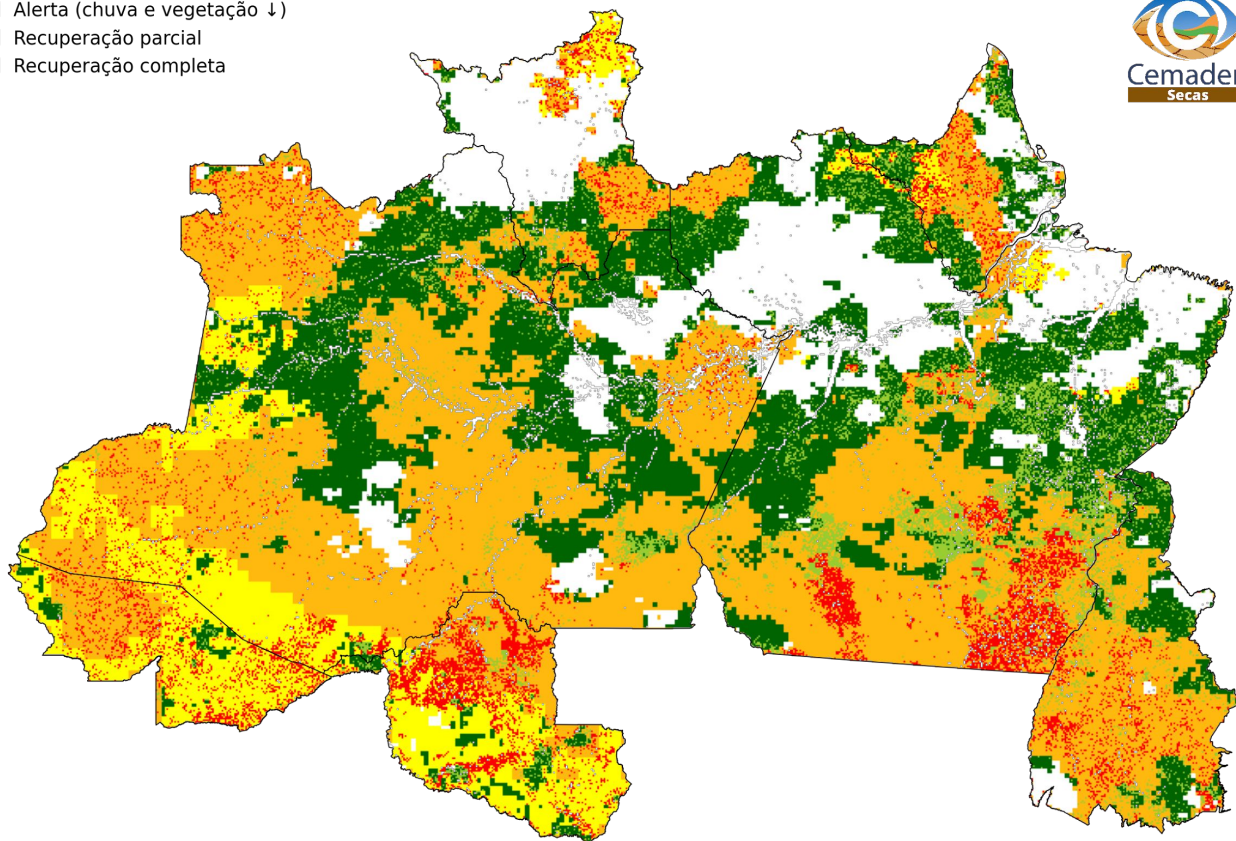 Alerta (chuva e vegetação ↓)
Recuperação parcial
Recuperação completa
Cemaden
Secas